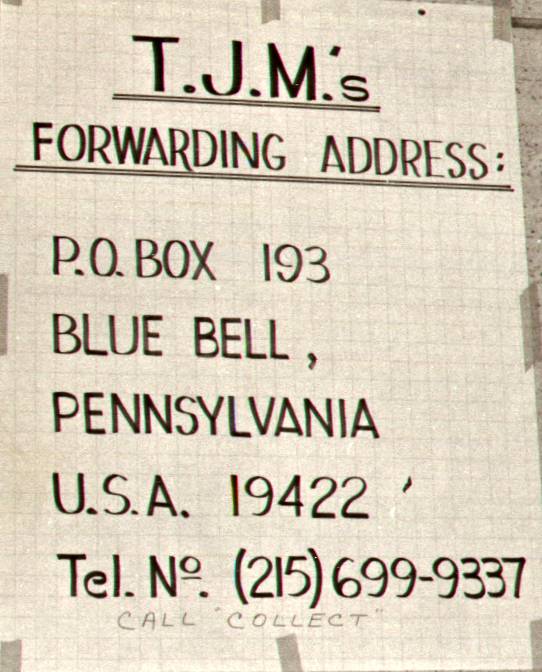 T.J.M.'s
FORWARDING ADDRESS:
P.O. BOX 193
BLUE BELL,
PENNSYLVANIA
U.S.A. 19422
Tel. Nº. (215) 699-9337
CALL "COLLECT"